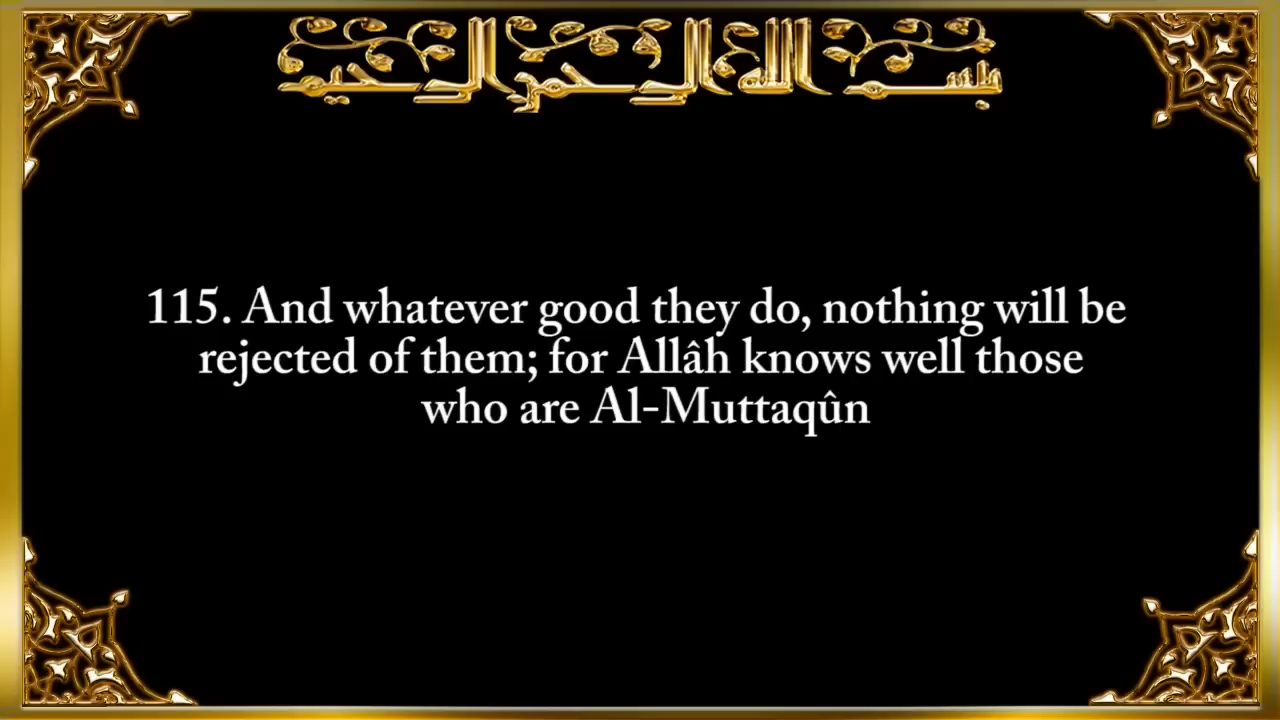 بسم الله الرحمن الرحيم
115. And whatever good they do, nothing will be
rejected of them; for Allâh knows well those
who are Al-Muttaqûn